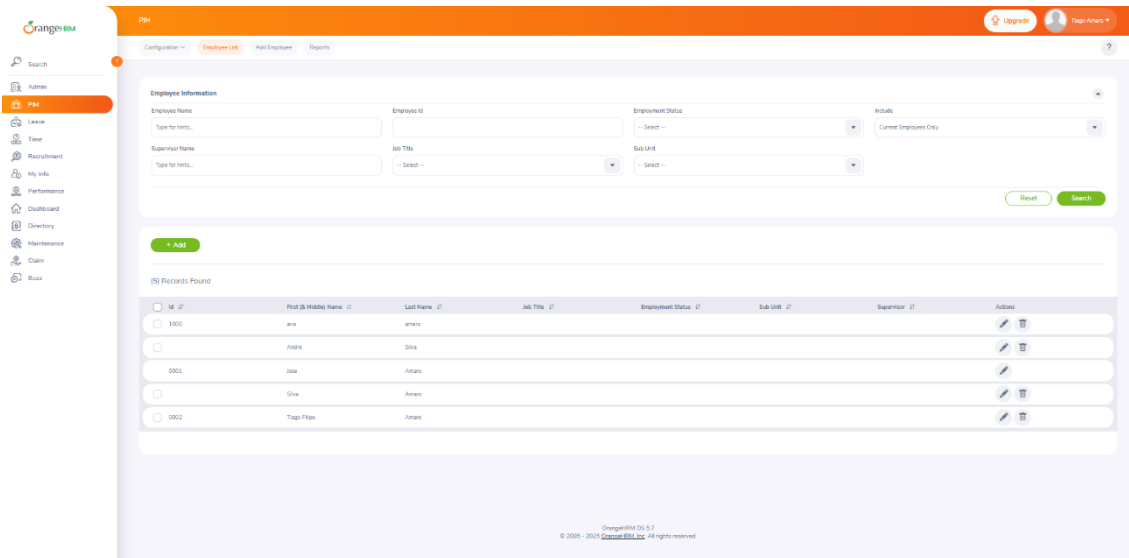 OrangeHRM
PIM
Upgrade
Tiago Amaro
Search
Configuration
Employee List
Add Employee
Reports
?
Admin
PIM
Leave
Time
Recruitment
My Info
Performance
Dashboard
Directory
Maintenance
Claim
Buzz
Employee Information
Employee Name
Employee Id
Employment Status
Include
Type for hints...
-- Select --
Current Employees Only
Supervisor Name
Job Title
Sub Unit
Type for hints...
-- Select --
-- Select --
Reset
Search
+ Add
(5) Records Found
Id First (& Middle) Name Last Name Job Title Employment Status Sub Unit Supervisor Actions
1000 ana amaro
Andre Silva
0001 Jose Amaro
Silva Amaro
0002 Tiago Filipe Amaro
OrangeHRM OS 5.7
© 2005 - 2025 OrangeHRM, Inc. All rights reserved.